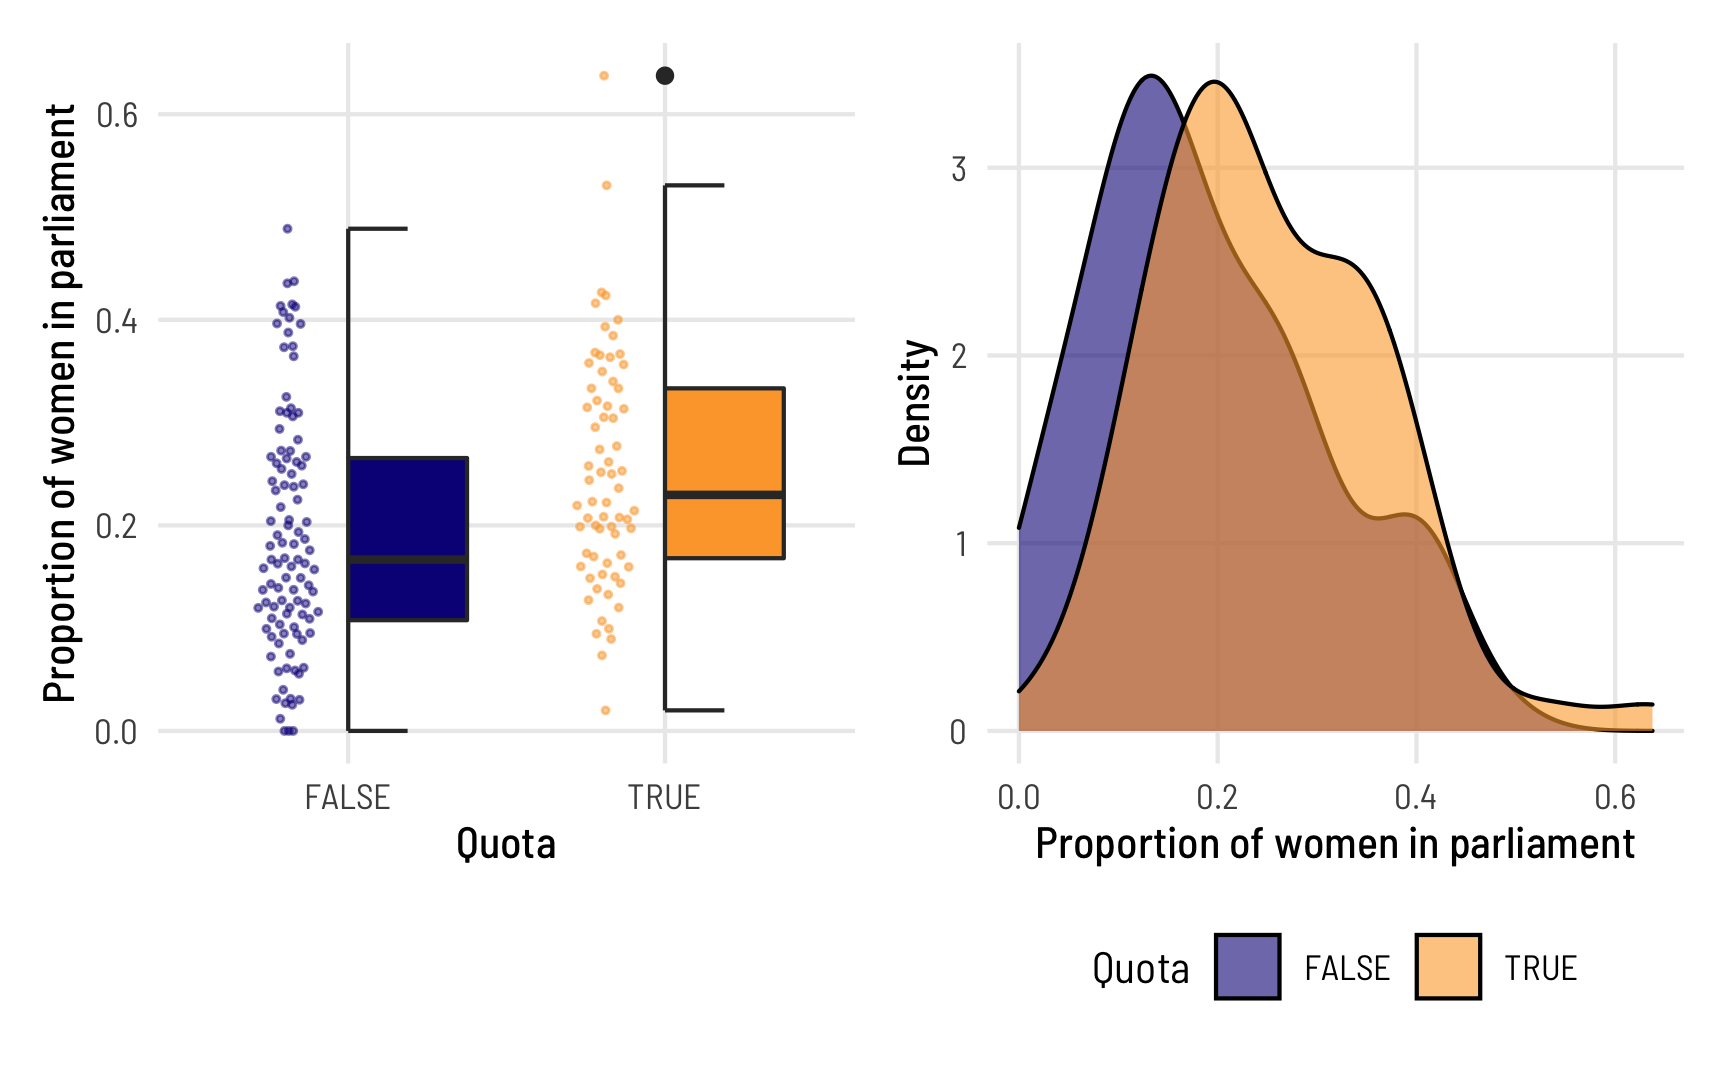 Proportion of women in parliament
0.6
0.4
0.2
0.0
FALSE
TRUE
Quota
Density
3
2
1
0
0.0
0.2
0.4
0.6
Proportion of women in parliament
Quota
FALSE
TRUE